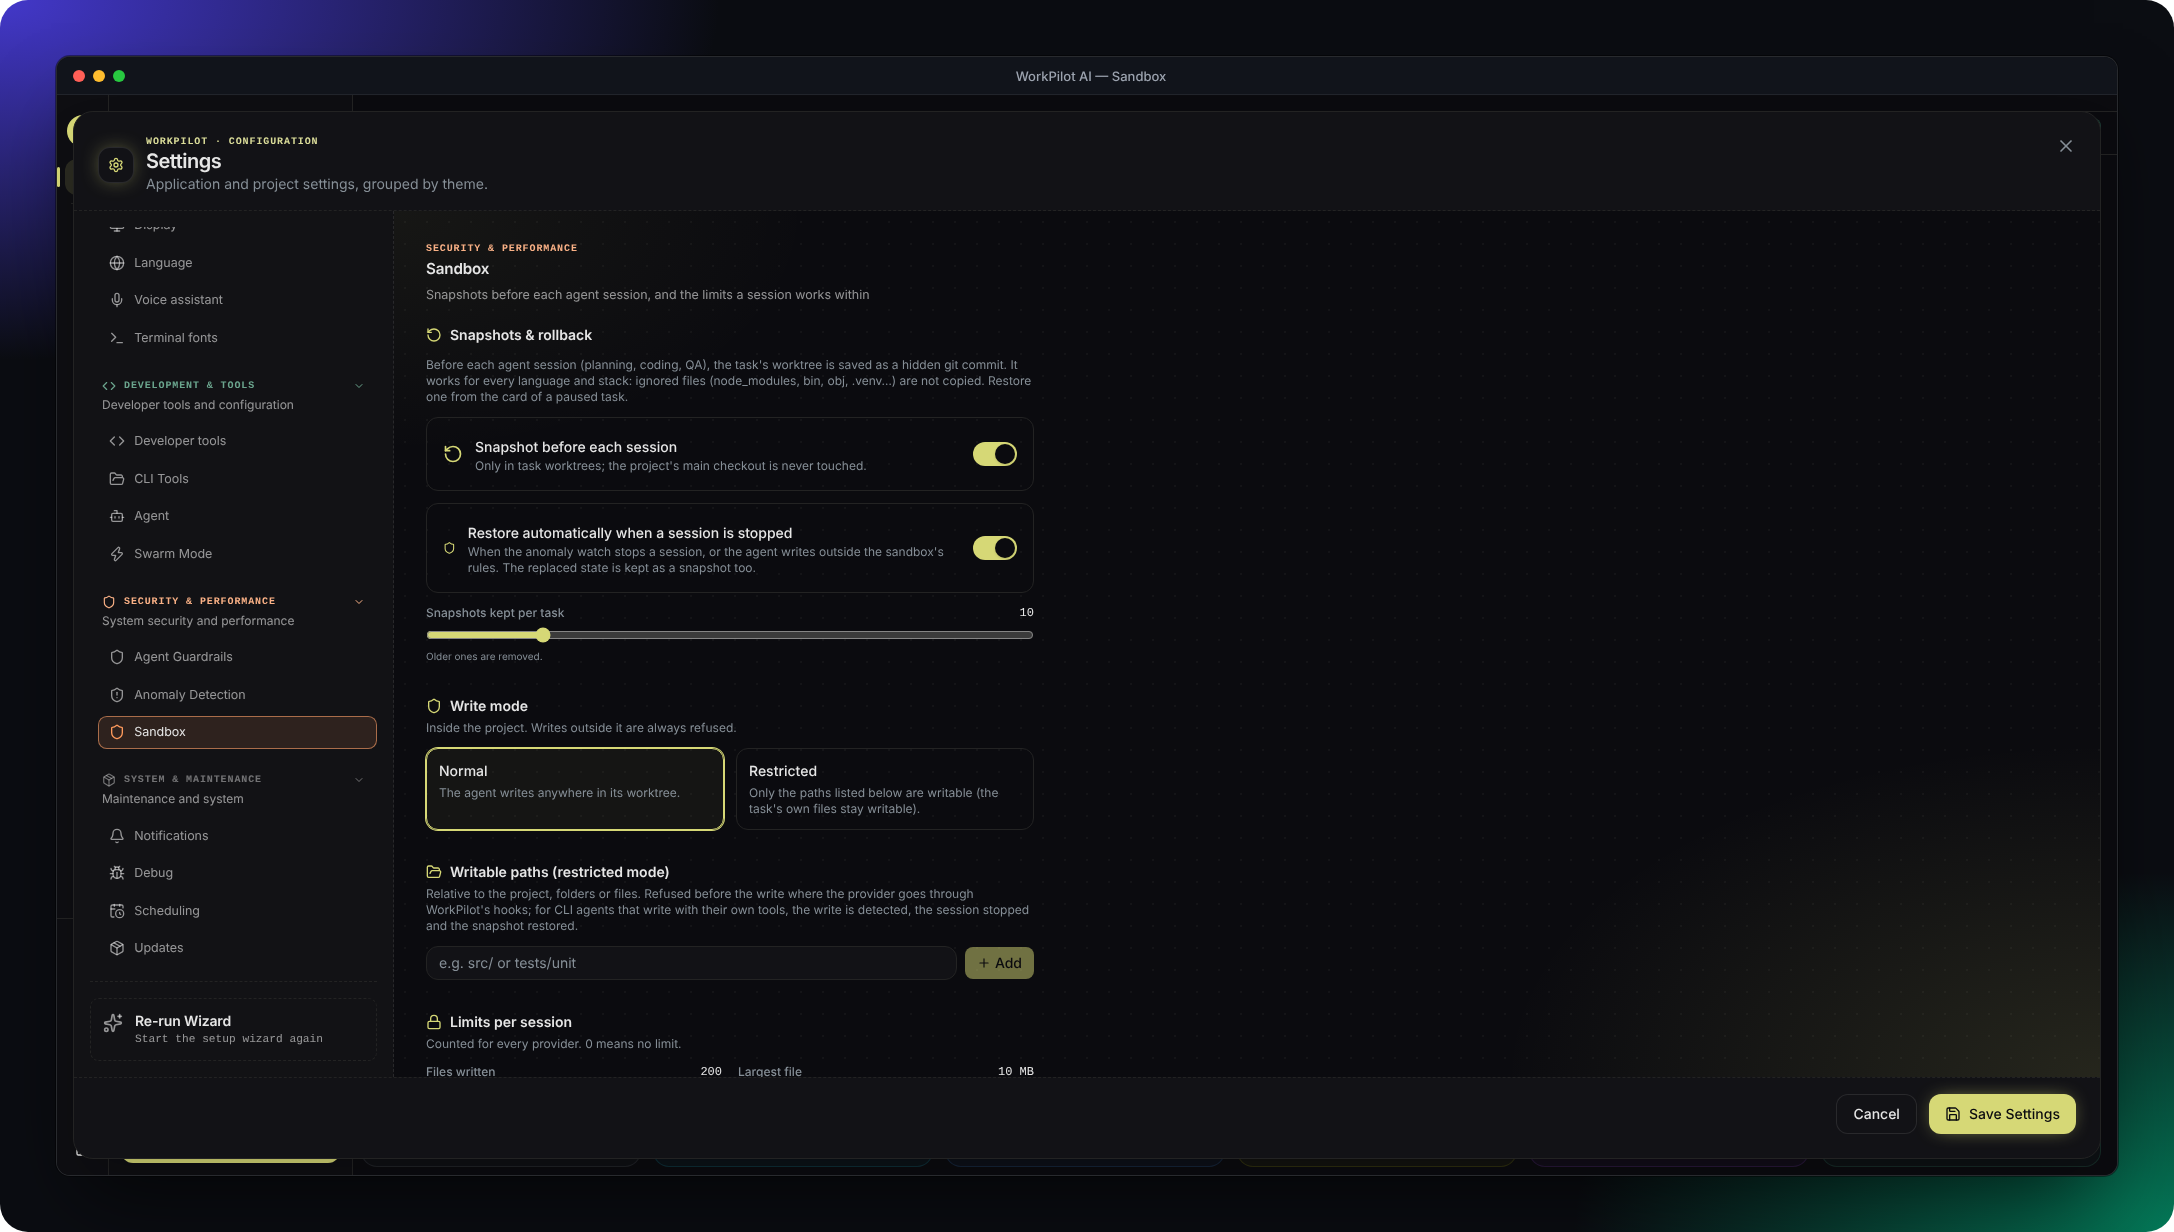 WorkPilot AI — Sandbox
WORKPILOT · CONFIGURATION
Settings
Application and project settings, grouped by theme.
Display
Language
Voice assistant
Terminal fonts
DEVELOPMENT & TOOLS
Developer tools and configuration
Developer tools
CLI Tools
Agent
Swarm Mode
SECURITY & PERFORMANCE
System security and performance
Agent Guardrails
Anomaly Detection
Sandbox
SYSTEM & MAINTENANCE
Maintenance and system
Notifications
Debug
Scheduling
Updates
Re-run Wizard
Start the setup wizard again
SECURITY & PERFORMANCE
Sandbox
Snapshots before each agent session, and the limits a session works within
Snapshots & rollback
Before each agent session (planning, coding, QA), the task's worktree is saved as a hidden git commit. It
works for every language and stack: ignored files (node_modules, bin, obj, .venv...) are not copied. Restore
one from the card of a paused task.
Snapshot before each session
Only in task worktrees; the project's main checkout is never touched.
Restore automatically when a session is stopped
When the anomaly watch stops a session, or the agent writes outside the sandbox's
rules. The replaced state is kept as a snapshot too.
Snapshots kept per task 10
Older ones are removed.
Write mode
Inside the project. Writes outside it are always refused.
Normal
The agent writes anywhere in its worktree.
Restricted
Only the paths listed below are writable (the
task's own files stay writable).
Writable paths (restricted mode)
Relative to the project, folders or files. Refused before the write where the provider goes through
WorkPilot's hooks; for CLI agents that write with their own tools, the write is detected, the session stopped
and the snapshot restored.
e.g. src/ or tests/unit
+ Add
Limits per session
Counted for every provider. 0 means no limit.
Files written 200 Largest file 10 MB
Cancel
Save Settings